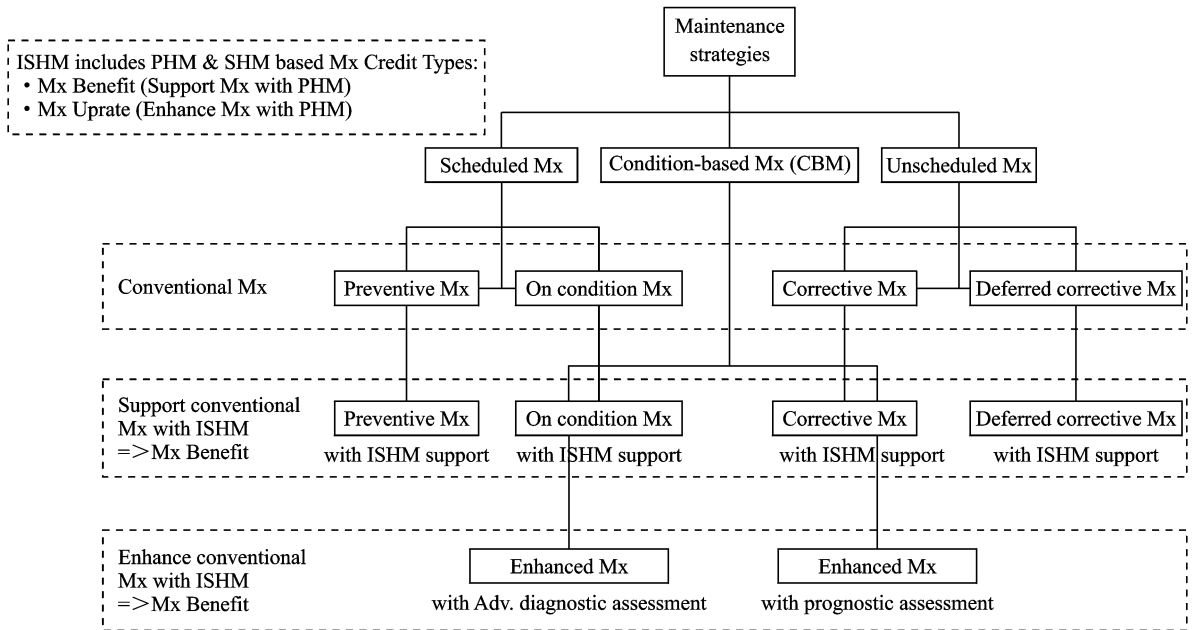 Maintenance
strategies
ISHM includes PHM & SHM based Mx Credit Types:
・Mx Benefit (Support Mx with PHM)
・Mx Uprate (Enhance Mx with PHM)
Scheduled Mx
Condition-based Mx (CBM)
Unscheduled Mx
Conventional Mx
Preventive Mx
On condition Mx
Corrective Mx
Deferred corrective Mx
Support conventional
Mx with ISHM
=＞Mx Benefit
Preventive Mx
with ISHM support
On condition Mx
with ISHM support
Corrective Mx
with ISHM support
Deferred corrective Mx
with ISHM support
Enhance conventional
Mx with ISHM
=＞Mx Benefit
Enhanced Mx
with Adv. diagnostic assessment
Enhanced Mx
with prognostic assessment